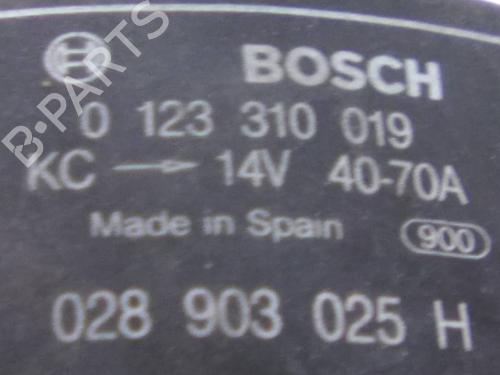 BOSCH
0 123 310 019
KC → 14V 40-70A
Made in Spain 900
028 903 025 H
B-PARTS